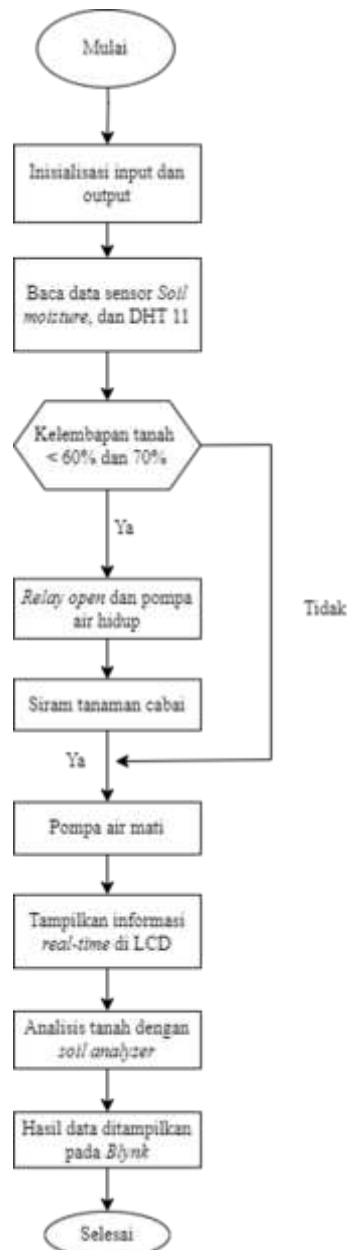 Mulai
Inisialisasi input dan
output
Baca data sensor Soil
moisture, dan DHT 11
Kelembapan tanah
< 60% dan 70%
Ya
Tidak
Relay open dan pompa
air hidup
Siram tanaman cabai
Ya
Pompa air mati
Tampilkan informasi
real-time di LCD
Analisis tanah dengan
soil analyzer
Hasil data ditampilkan
pada Blynk
Selesai